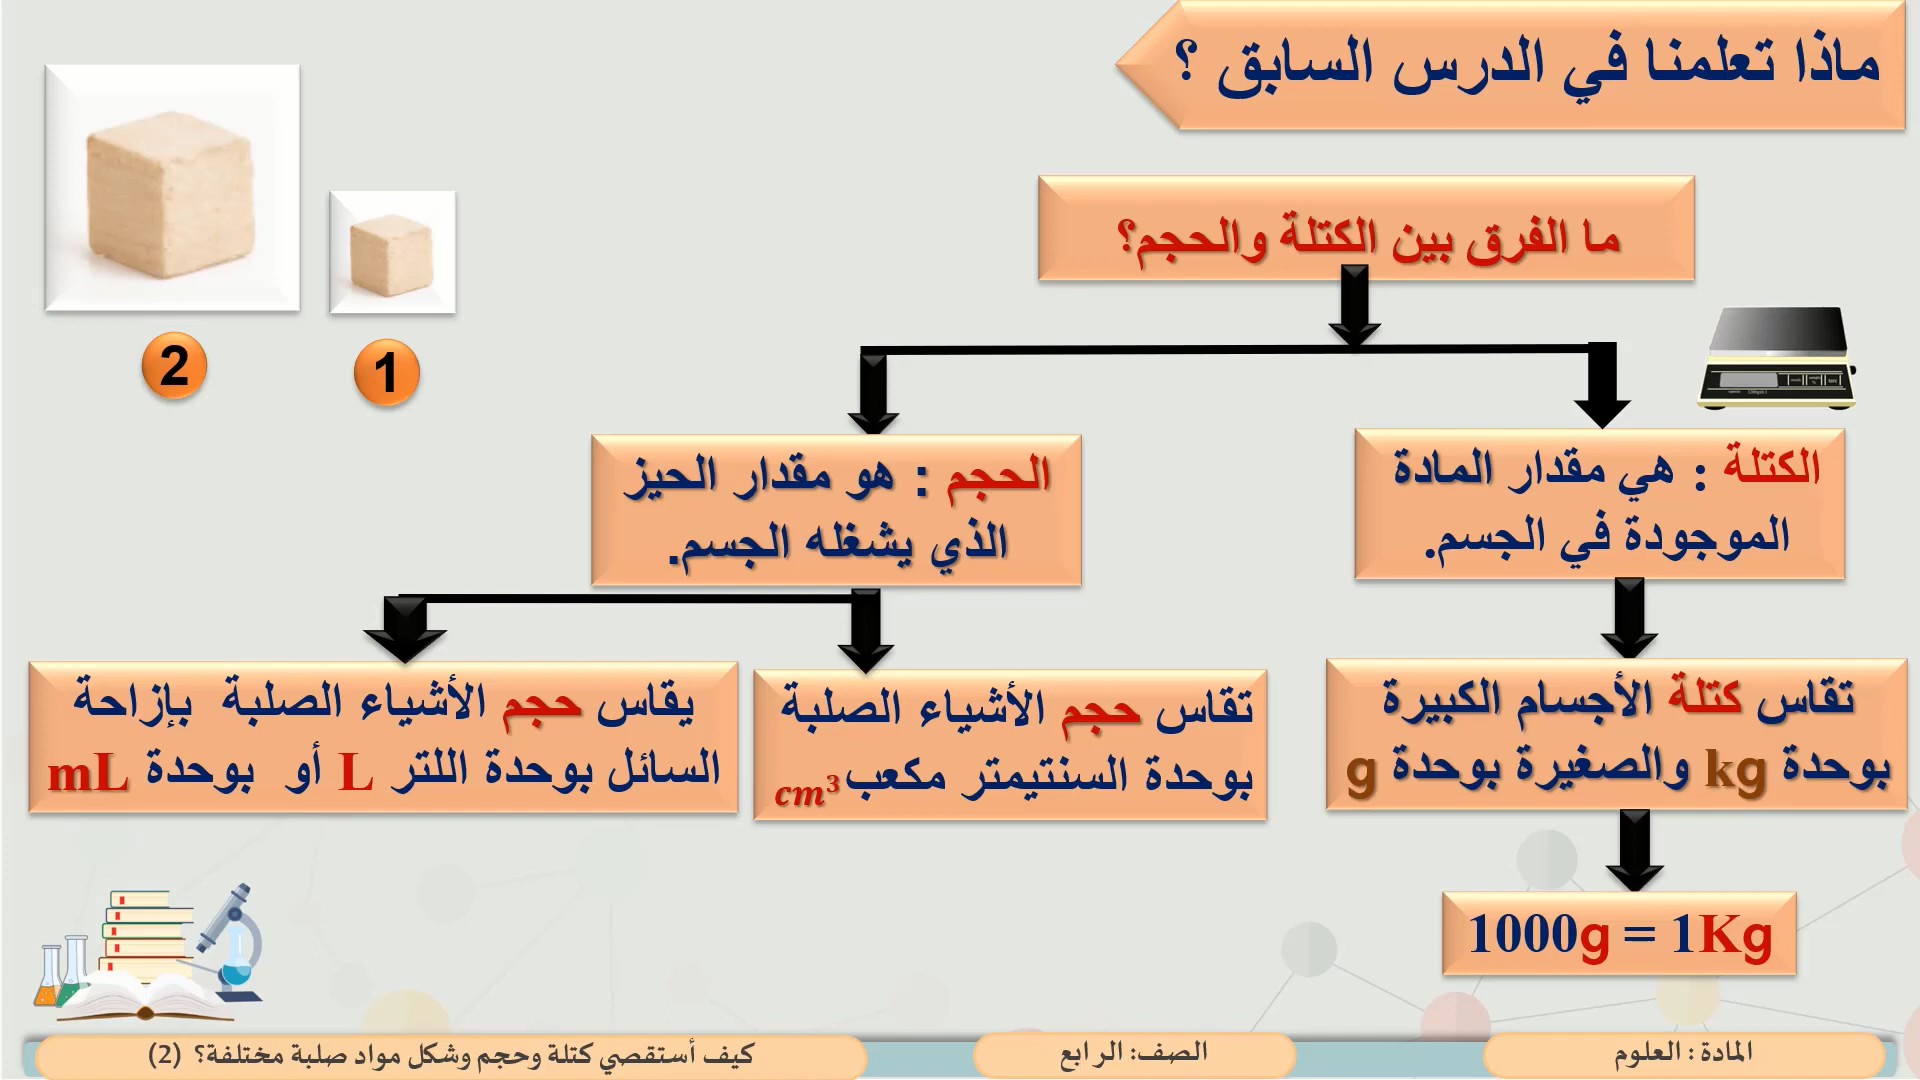 ماذا تعلمنا في الدرس السابق ؟
ما الفرق بين الكتلة والحجم؟
2
1
الكتلة : هي مقدار المادة
الموجودة في الجسم.
الحجم : هو مقدار الحيز
الذي يشغله الجسم.
تقاس كتلة الأجسام الكبيرة
بوحدة kg والصغيرة بوحدة g
تقاس حجم الأشياء الصلبة
بوحدة السنتيمتر مكعب cm³
يقاس حجم الأشياء الصلبة بإزاحة
السائل بوحدة اللتر L أو بوحدة mL
1000g = 1Kg
المادة : العلوم
الصف: الرابع
كيف أستقصي كتلة وحجم وشكل مواد صلبة مختلفة؟ (2)